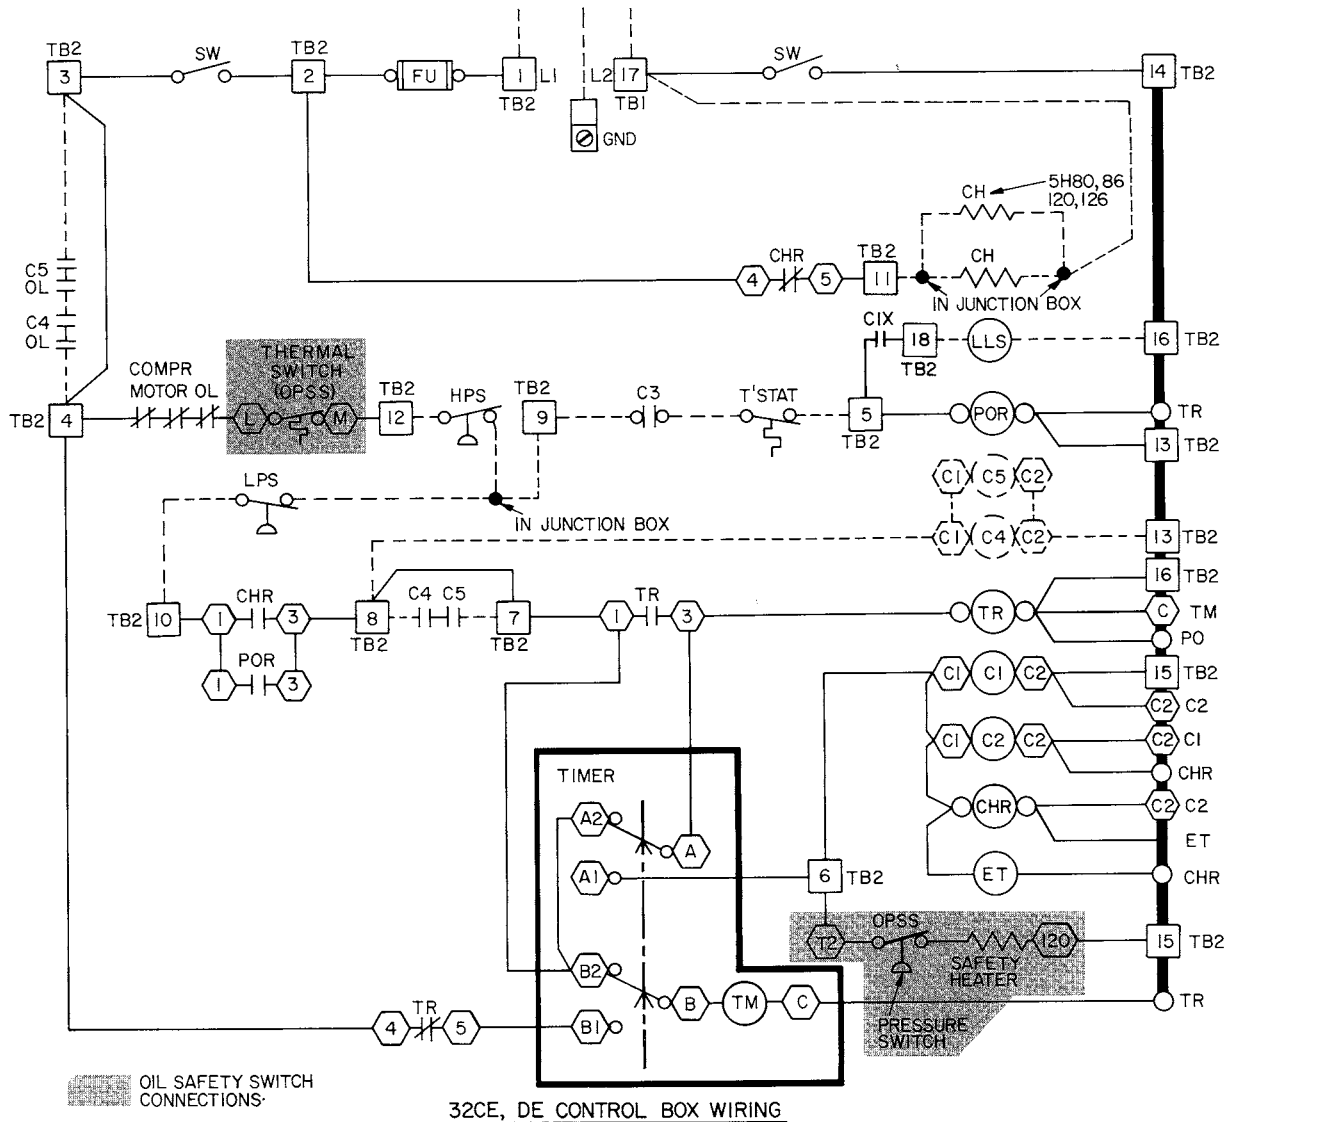 TB2 SW TB2 SW
3 2 FU 1 L1 L2 17 14 TB2
TB2 TB1
GND
CH 5H80,86
120,126
TB2
CHR CH
4 5 11
IN JUNCTION BOX
C5
OL
C4
OL
C1X
18 LLS 16 TB2
TB2
THERMAL
SWITCH
(OPSS)
COMPR
MOTOR OL
TB2 HPS TB2 C3 T'STAT
TB2 4 L M 12 9 5 POR TR
TB2
13 TB2
C1 C5 C2
LPS
IN JUNCTION BOX
C1 C4 C2 13 TB2
16 TB2
CHR C4 C5 TR
TB2 10 1 3 8 7 1 3 TR C TM
TB2 TB2
PO
POR
1 3
C1 C1 C2 15 TB2
C2 C2
C1 C2 C2 C2 C1
CHR
TIMER
CHR C2 C2
A2
A
ET
A1 6 TB2 ET CHR
OPSS
T2 120 15 TB2
SAFETY
HEATER
B2
B TM C TR
PRESSURE
SWITCH
TR
4 5 B1
OIL SAFETY SWITCH
CONNECTIONS.
32CE, DE CONTROL BOX WIRING